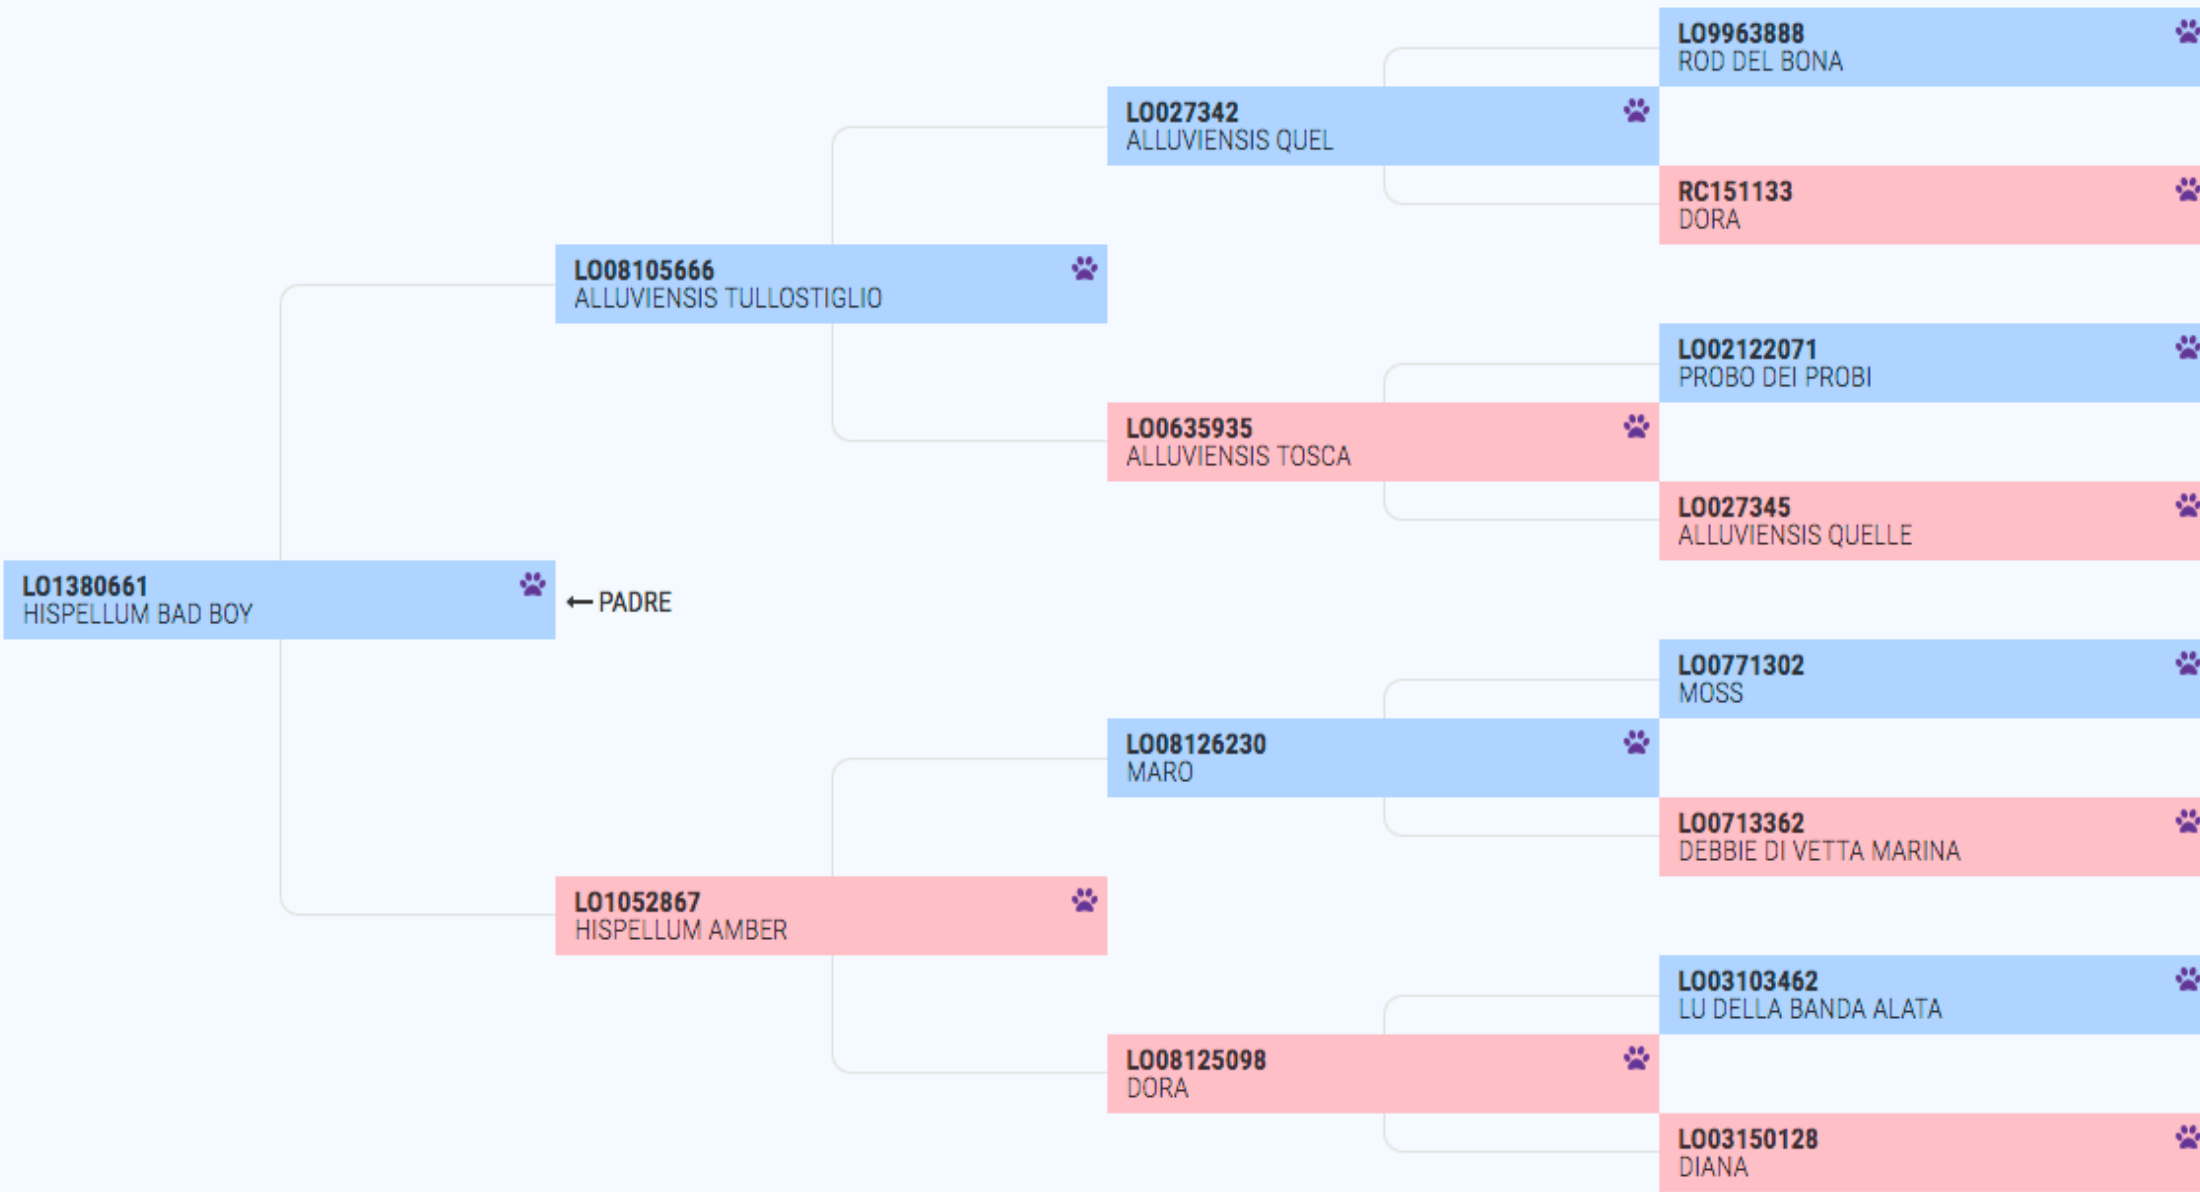 LO9963888
ROD DEL BONA
LO027342
ALLUVIENSIS QUEL
RC151133
DORA
LO08105666
ALLUVIENSIS TULLOSTIGLIO
LO02122071
PROBO DEI PROBI
LO0635935
ALLUVIENSIS TOSCA
LO027345
ALLUVIENSIS QUELLE
LO1380661
HISPELLUM BAD BOY
← PADRE
LO0771302
MOSS
LO08126230
MARO
LO0713362
DEBBIE DI VETTA MARINA
LO1052867
HISPELLUM AMBER
LO03103462
LU DELLA BANDA ALATA
LO08125098
DORA
LO03150128
DIANA